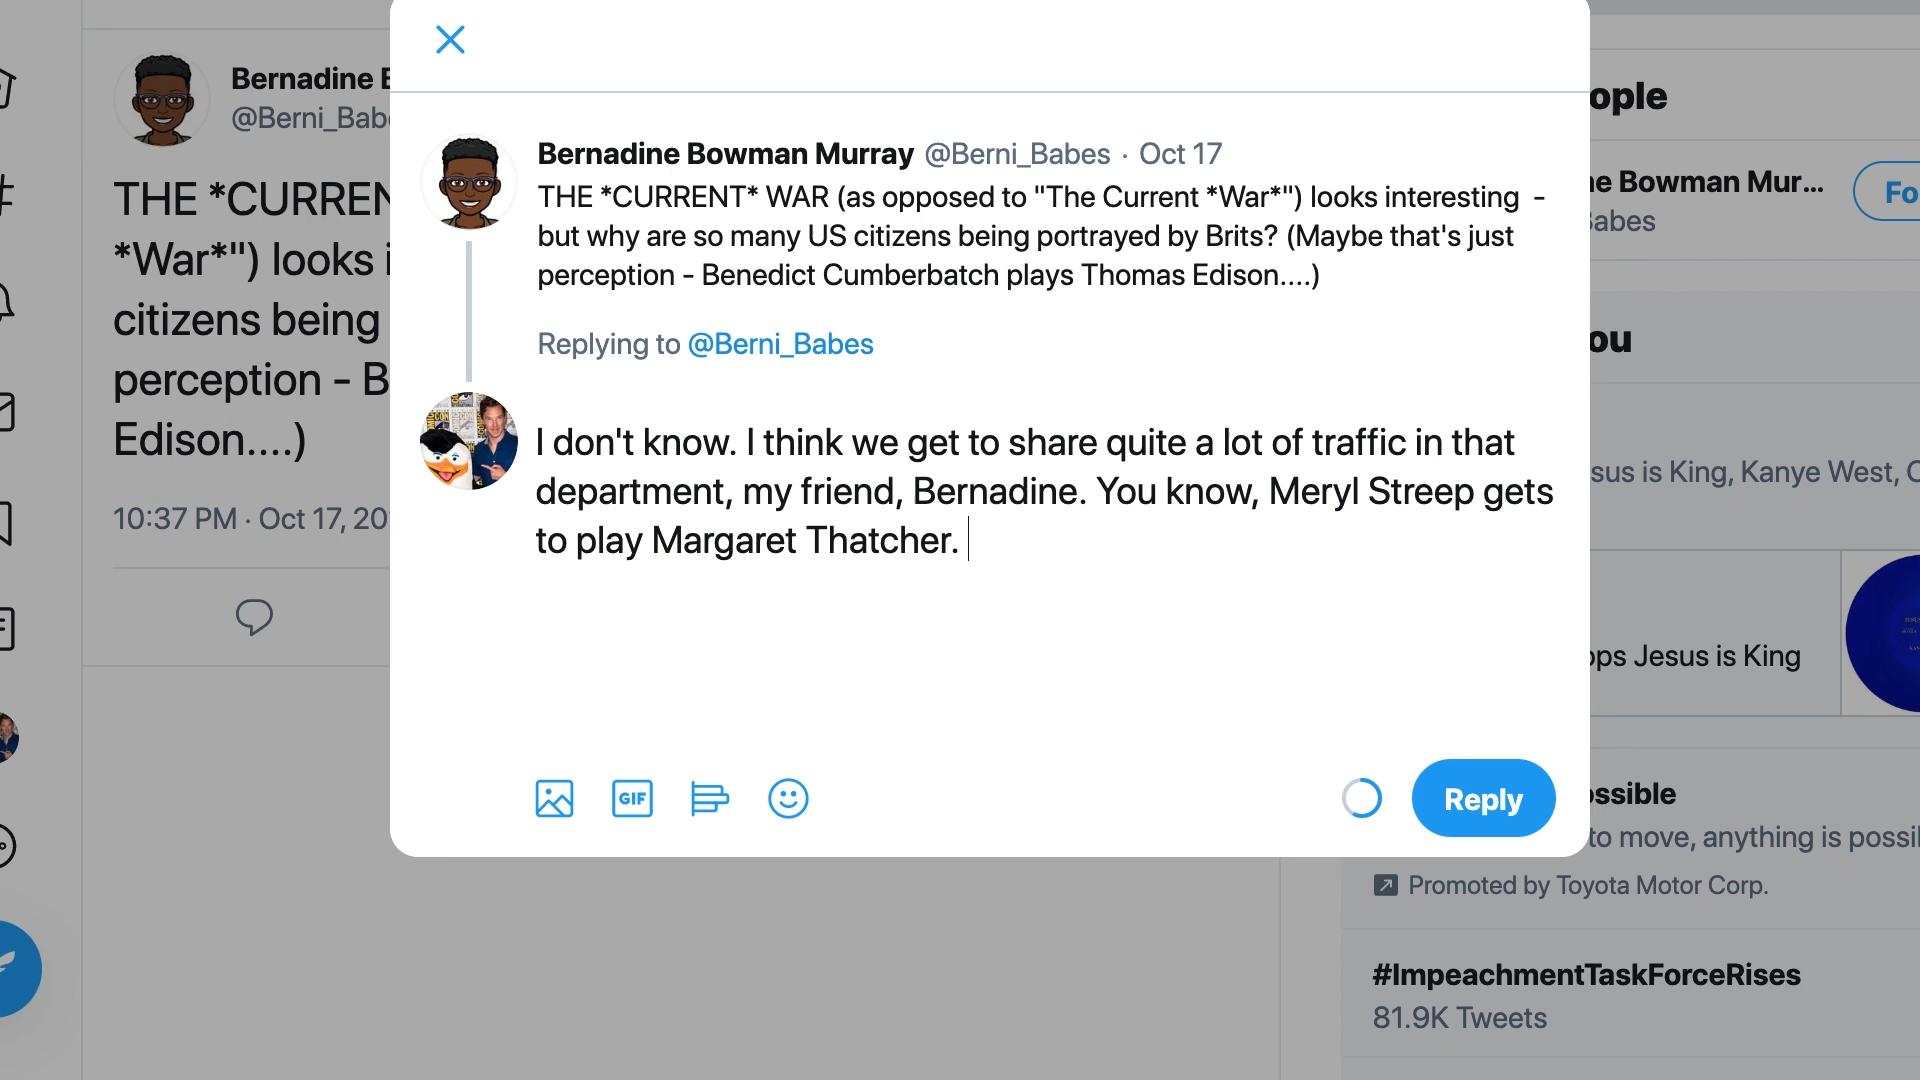 Bernadine B
@Berni_Bab
THE *CURREN
*War*") looks i
citizens being
perception - B
Edison....)
10:37 PM · Oct 17, 20
Bernadine Bowman Murray @Berni_Babes · Oct 17
THE *CURRENT* WAR (as opposed to "The Current *War*") looks interesting -
but why are so many US citizens being portrayed by Brits? (Maybe that's just
perception - Benedict Cumberbatch plays Thomas Edison....)
Replying to @Berni_Babes
I don't know. I think we get to share quite a lot of traffic in that
department, my friend, Bernadine. You know, Meryl Streep gets
to play Margaret Thatcher.
GIF
Reply
ople
ne Bowman Mur...
Fo
Babes
ou
sus is King, Kanye West, C
ops Jesus is King
ossible
to move, anything is possil
Promoted by Toyota Motor Corp.
#ImpeachmentTaskForceRises
81.9K Tweets